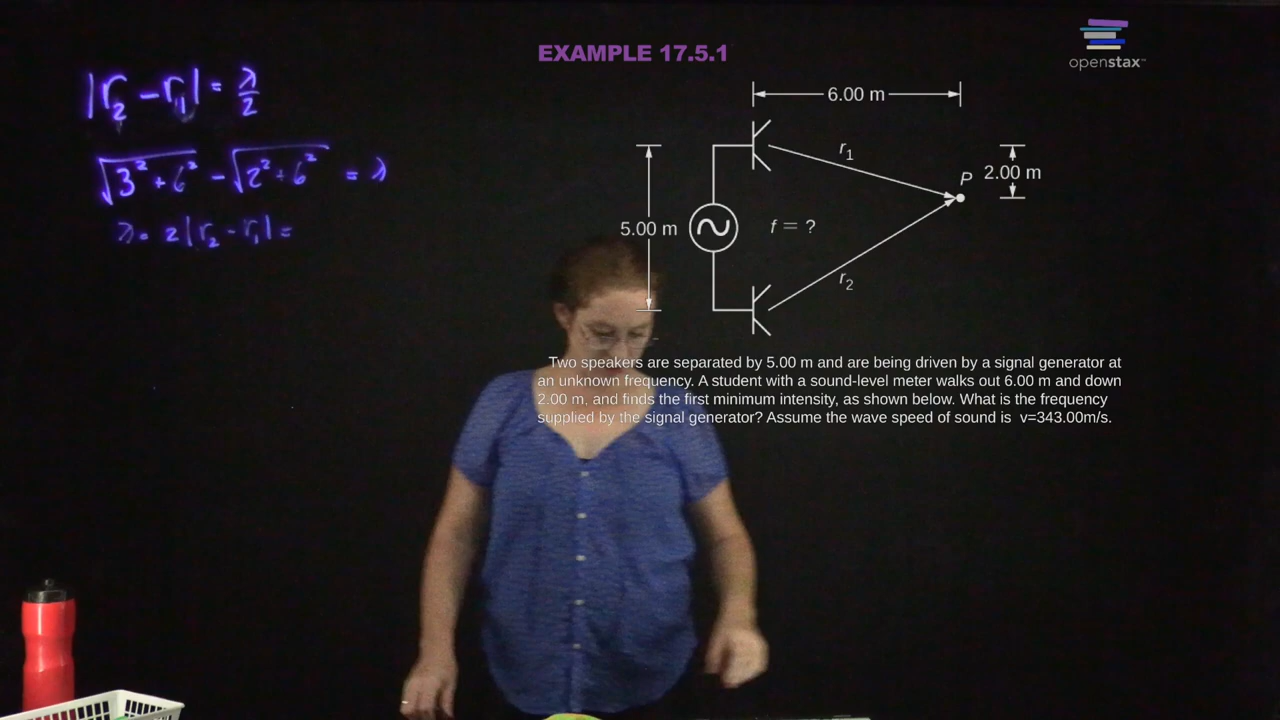 EXAMPLE 17.5.1
openstax™
|r₂ - r₁| = λ/2
√3² + 6² - √2² + 6² = λ
λ = 2|r₂ - r₁| =
6.00 m
r₁
P
2.00 m
5.00 m
f = ?
r₂
Two speakers are separated by 5.00 m and are being driven by a signal generator at
an unknown frequency. A student with a sound-level meter walks out 6.00 m and down
2.00 m, and finds the first minimum intensity, as shown below. What is the frequency
supplied by the signal generator? Assume the wave speed of sound is v=343.00m/s.